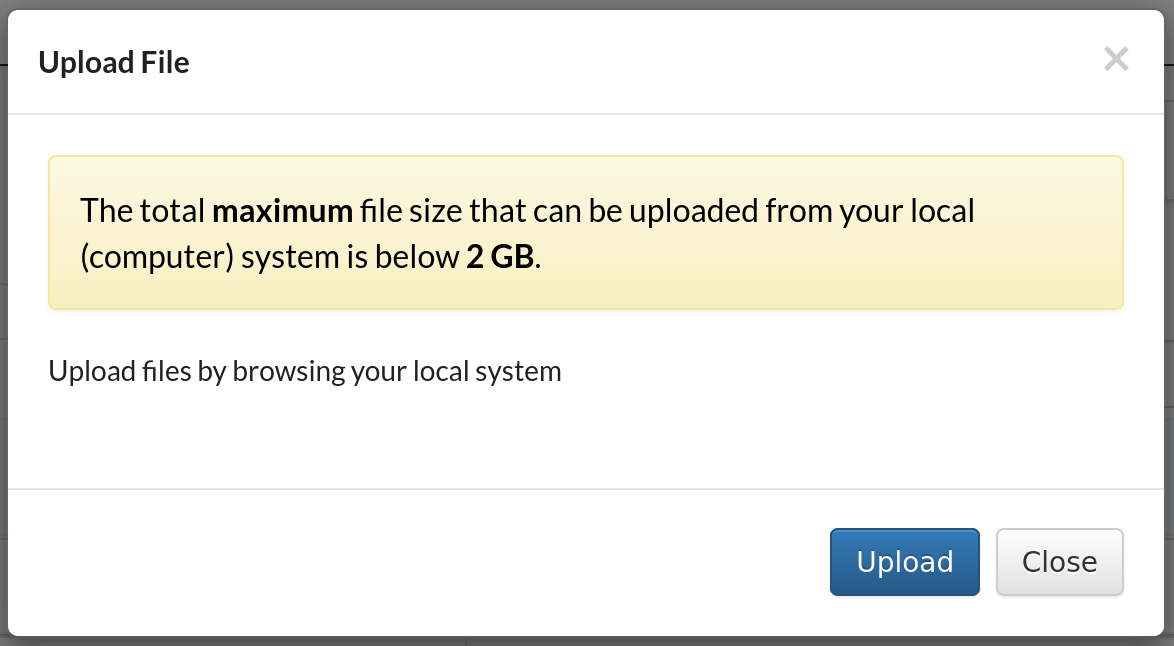 Upload File
×
The total maximum file size that can be uploaded from your local
(computer) system is below 2 GB.
Upload files by browsing your local system
Upload
Close